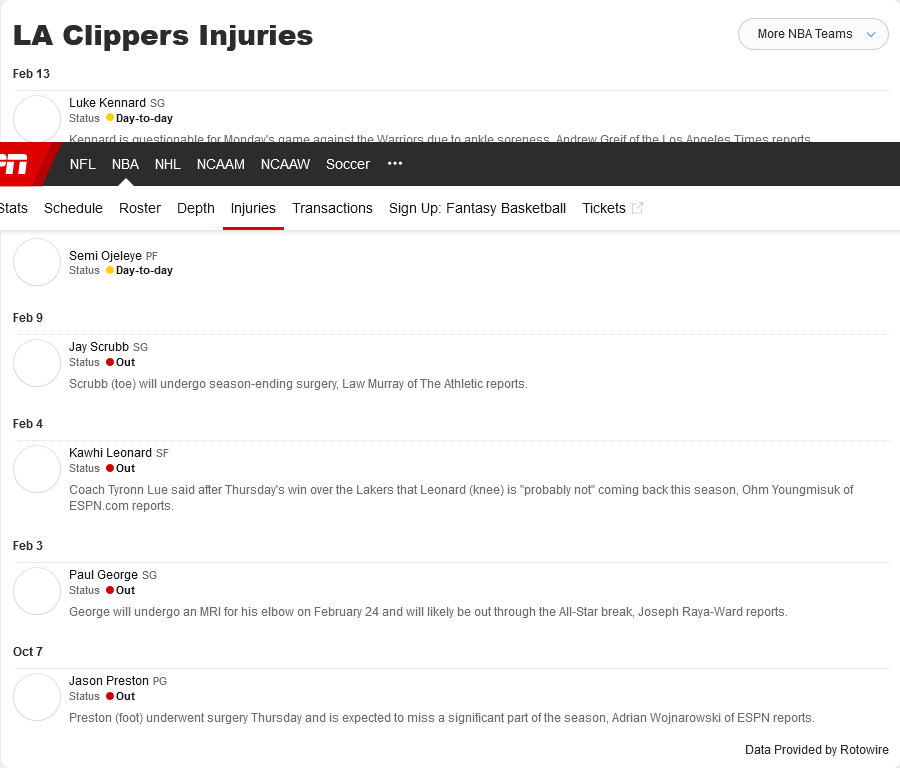 LA Clippers Injuries
More NBA Teams
Feb 13
Luke Kennard SG
Status Day-to-day
Kennard is questionable for Monday's game against the Warriors due to ankle soreness, Andrew Greif of the Los Angeles Times reports.
NFL NBA NHL NCAAM NCAAW Soccer •••
Stats Schedule Roster Depth Injuries Transactions Sign Up: Fantasy Basketball Tickets
Semi Ojeleye PF
Status Day-to-day
Feb 9
Jay Scrubb SG
Status Out
Scrubb (toe) will undergo season-ending surgery, Law Murray of The Athletic reports.
Feb 4
Kawhi Leonard SF
Status Out
Coach Tyronn Lue said after Thursday's win over the Lakers that Leonard (knee) is "probably not" coming back this season, Ohm Youngmisuk of
ESPN.com reports.
Feb 3
Paul George SG
Status Out
George will undergo an MRI for his elbow on February 24 and will likely be out through the All-Star break, Joseph Raya-Ward reports.
Oct 7
Jason Preston PG
Status Out
Preston (foot) underwent surgery Thursday and is expected to miss a significant part of the season, Adrian Wojnarowski of ESPN reports.
Data Provided by Rotowire